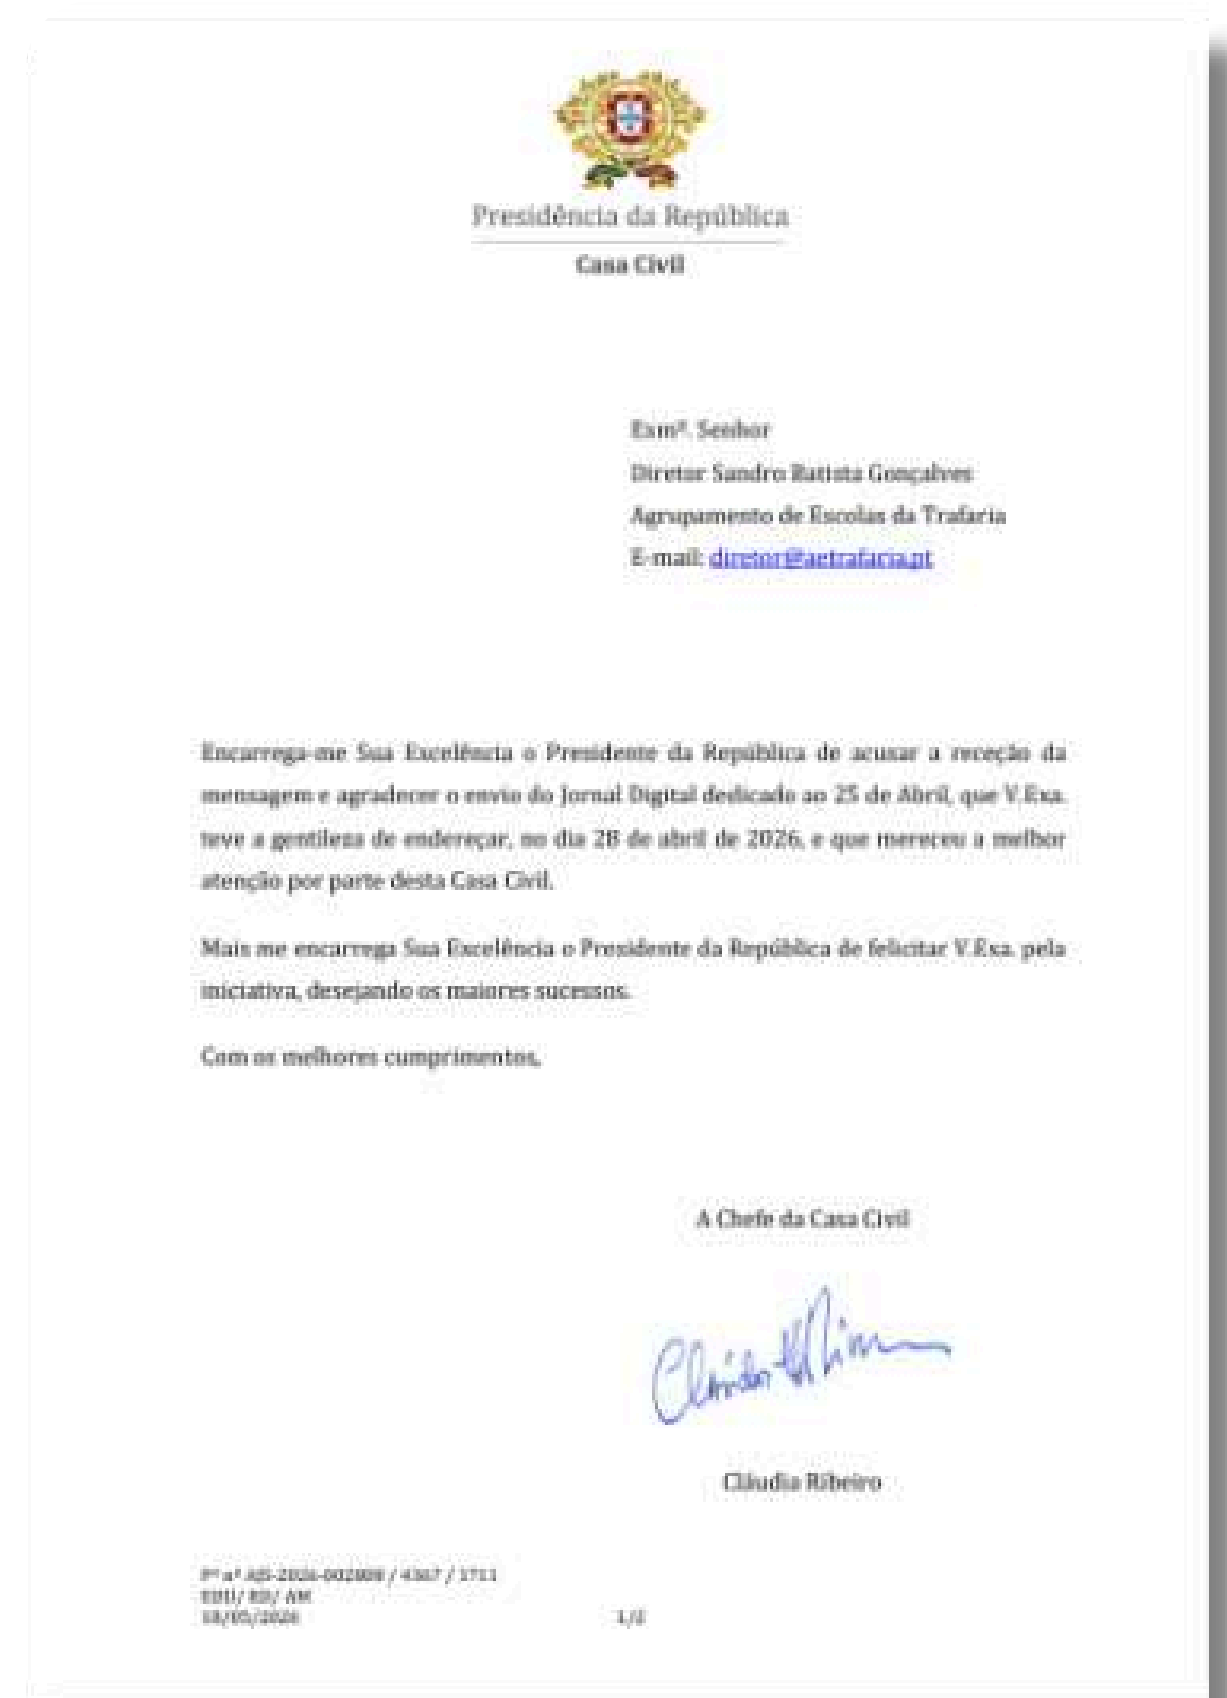 Presidência da República
Casa Civil
Exmº. Senhor
Diretor Sandro Batista Gonçalves
Agrupamento de Escolas da Trafaria
E-mail: diretor@aetrafaria.pt
Encarrega-me Sua Excelência o Presidente da República de acusar a receção da
mensagem e agradecer o envio do Jornal Digital dedicado ao 25 de Abril, que V.Exa.
teve a gentileza de endereçar, no dia 28 de abril de 2026, e que mereceu a melhor
atenção por parte desta Casa Civil.
Mais me encarrega Sua Excelência o Presidente da República de felicitar V.Exa. pela
iniciativa, desejando os maiores sucessos.
Com os melhores cumprimentos,
A Chefe da Casa Civil
Cláudia Ribeiro
/05/2026